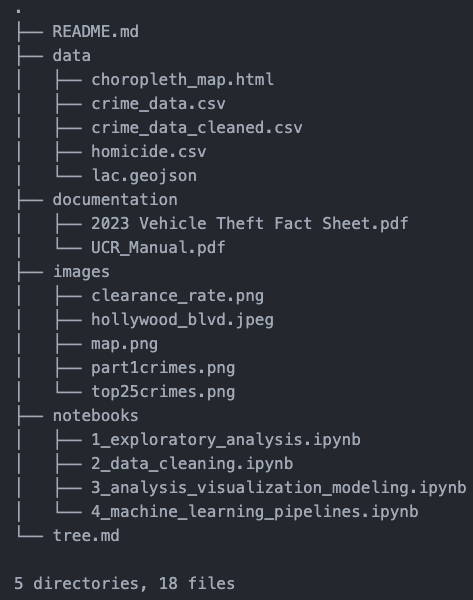 .
├── README.md
├── data
│   ├── choropleth_map.html
│   ├── crime_data.csv
│   ├── crime_data_cleaned.csv
│   ├── homicide.csv
│   └── lac.geojson
├── documentation
│   ├── 2023 Vehicle Theft Fact Sheet.pdf
│   └── UCR_Manual.pdf
├── images
│   ├── clearance_rate.png
│   ├── hollywood_blvd.jpeg
│   ├── map.png
│   ├── part1crimes.png
│   └── top25crimes.png
├── notebooks
│   ├── 1_exploratory_analysis.ipynb
│   ├── 2_data_cleaning.ipynb
│   ├── 3_analysis_visualization_modeling.ipynb
│   └── 4_machine_learning_pipelines.ipynb
└── tree.md

5 directories, 18 files